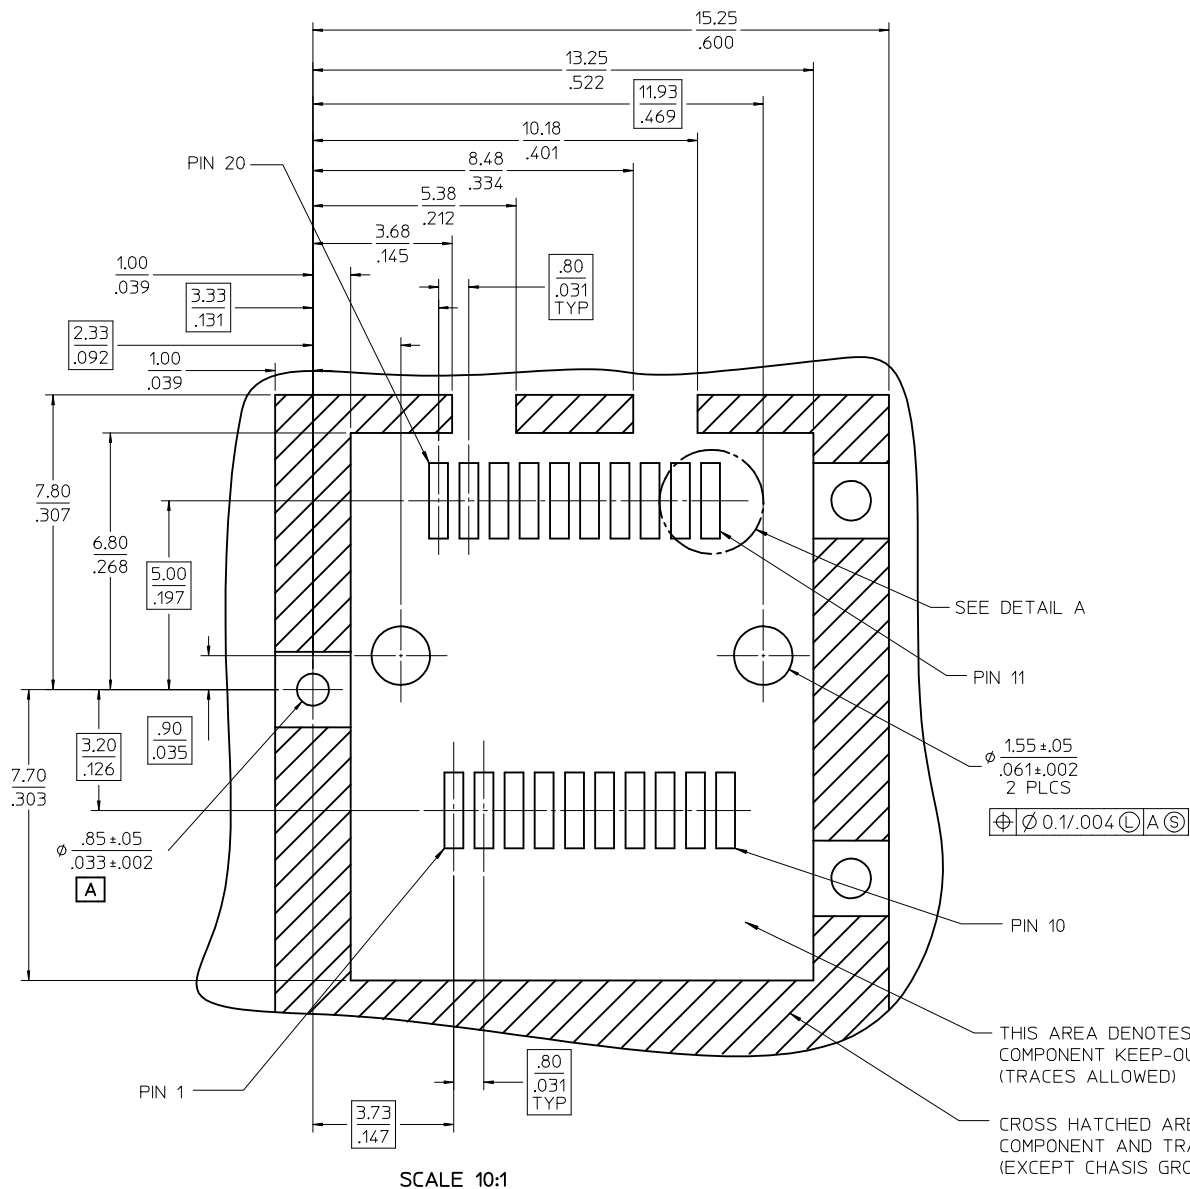 15.25
.600
13.25
.522
11.93
.469
10.18
.401
PIN 20
8.48
.334
5.38
.212
3.68
.145
1.00
.039
.80
.031
TYP
3.33
.131
2.33
.092
1.00
.039
7.80
.307
6.80
.268
5.00
.197
SEE DETAIL A
PIN 11
.90
.035
3.20
.126
7.70
.303
⌀ 1.55±.05
.061±.002
2 PLCS
⌖ ⌀ 0.1/.004 Ⓛ A Ⓢ
⌀ .85±.05
.033±.002
A
PIN 10
THIS AREA DENOTES
COMPONENT KEEP-OU
(TRACES ALLOWED)
PIN 1
.80
.031
TYP
3.73
.147
CROSS HATCHED ARE
COMPONENT AND TRA
(EXCEPT CHASIS GRO
SCALE 10:1